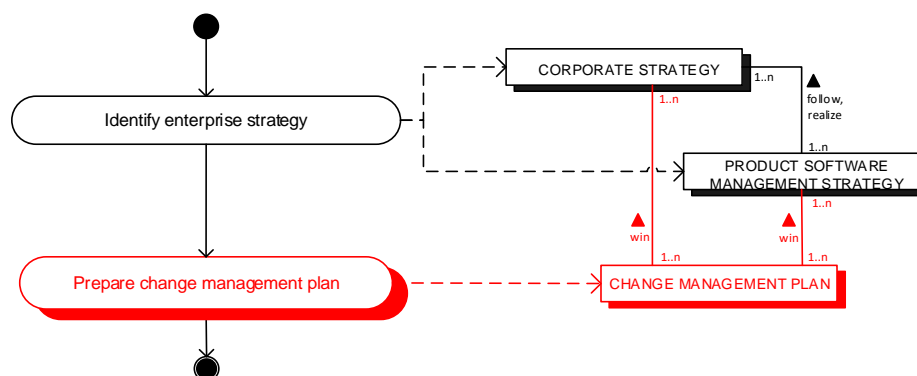 CORPORATE STRATEGY
1..n
1..n
follow,
realize
Identify enterprise strategy
1..n
PRODUCT SOFTWARE
MANAGEMENT STRATEGY
1..n
win
win
1..n
1..n
Prepare change management plan
CHANGE MANAGEMENT PLAN